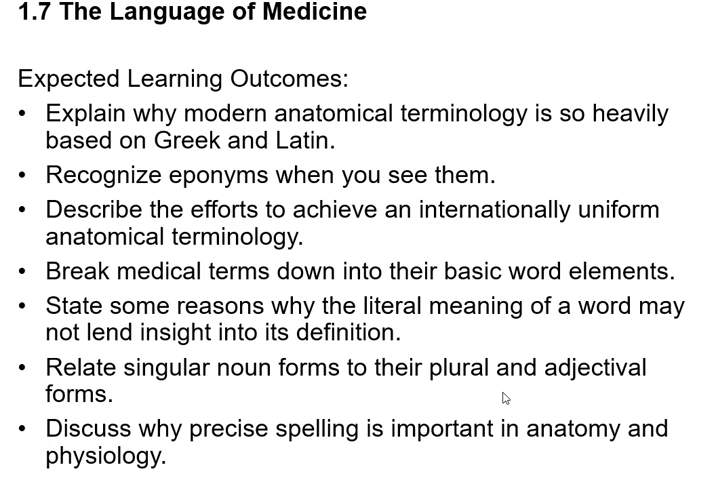 1.7 The Language of Medicine
Expected Learning Outcomes:
• Explain why modern anatomical terminology is so heavily
based on Greek and Latin.
• Recognize eponyms when you see them.
• Describe the efforts to achieve an internationally uniform
anatomical terminology.
• Break medical terms down into their basic word elements.
• State some reasons why the literal meaning of a word may
not lend insight into its definition.
• Relate singular noun forms to their plural and adjectival
forms.
• Discuss why precise spelling is important in anatomy and
physiology.